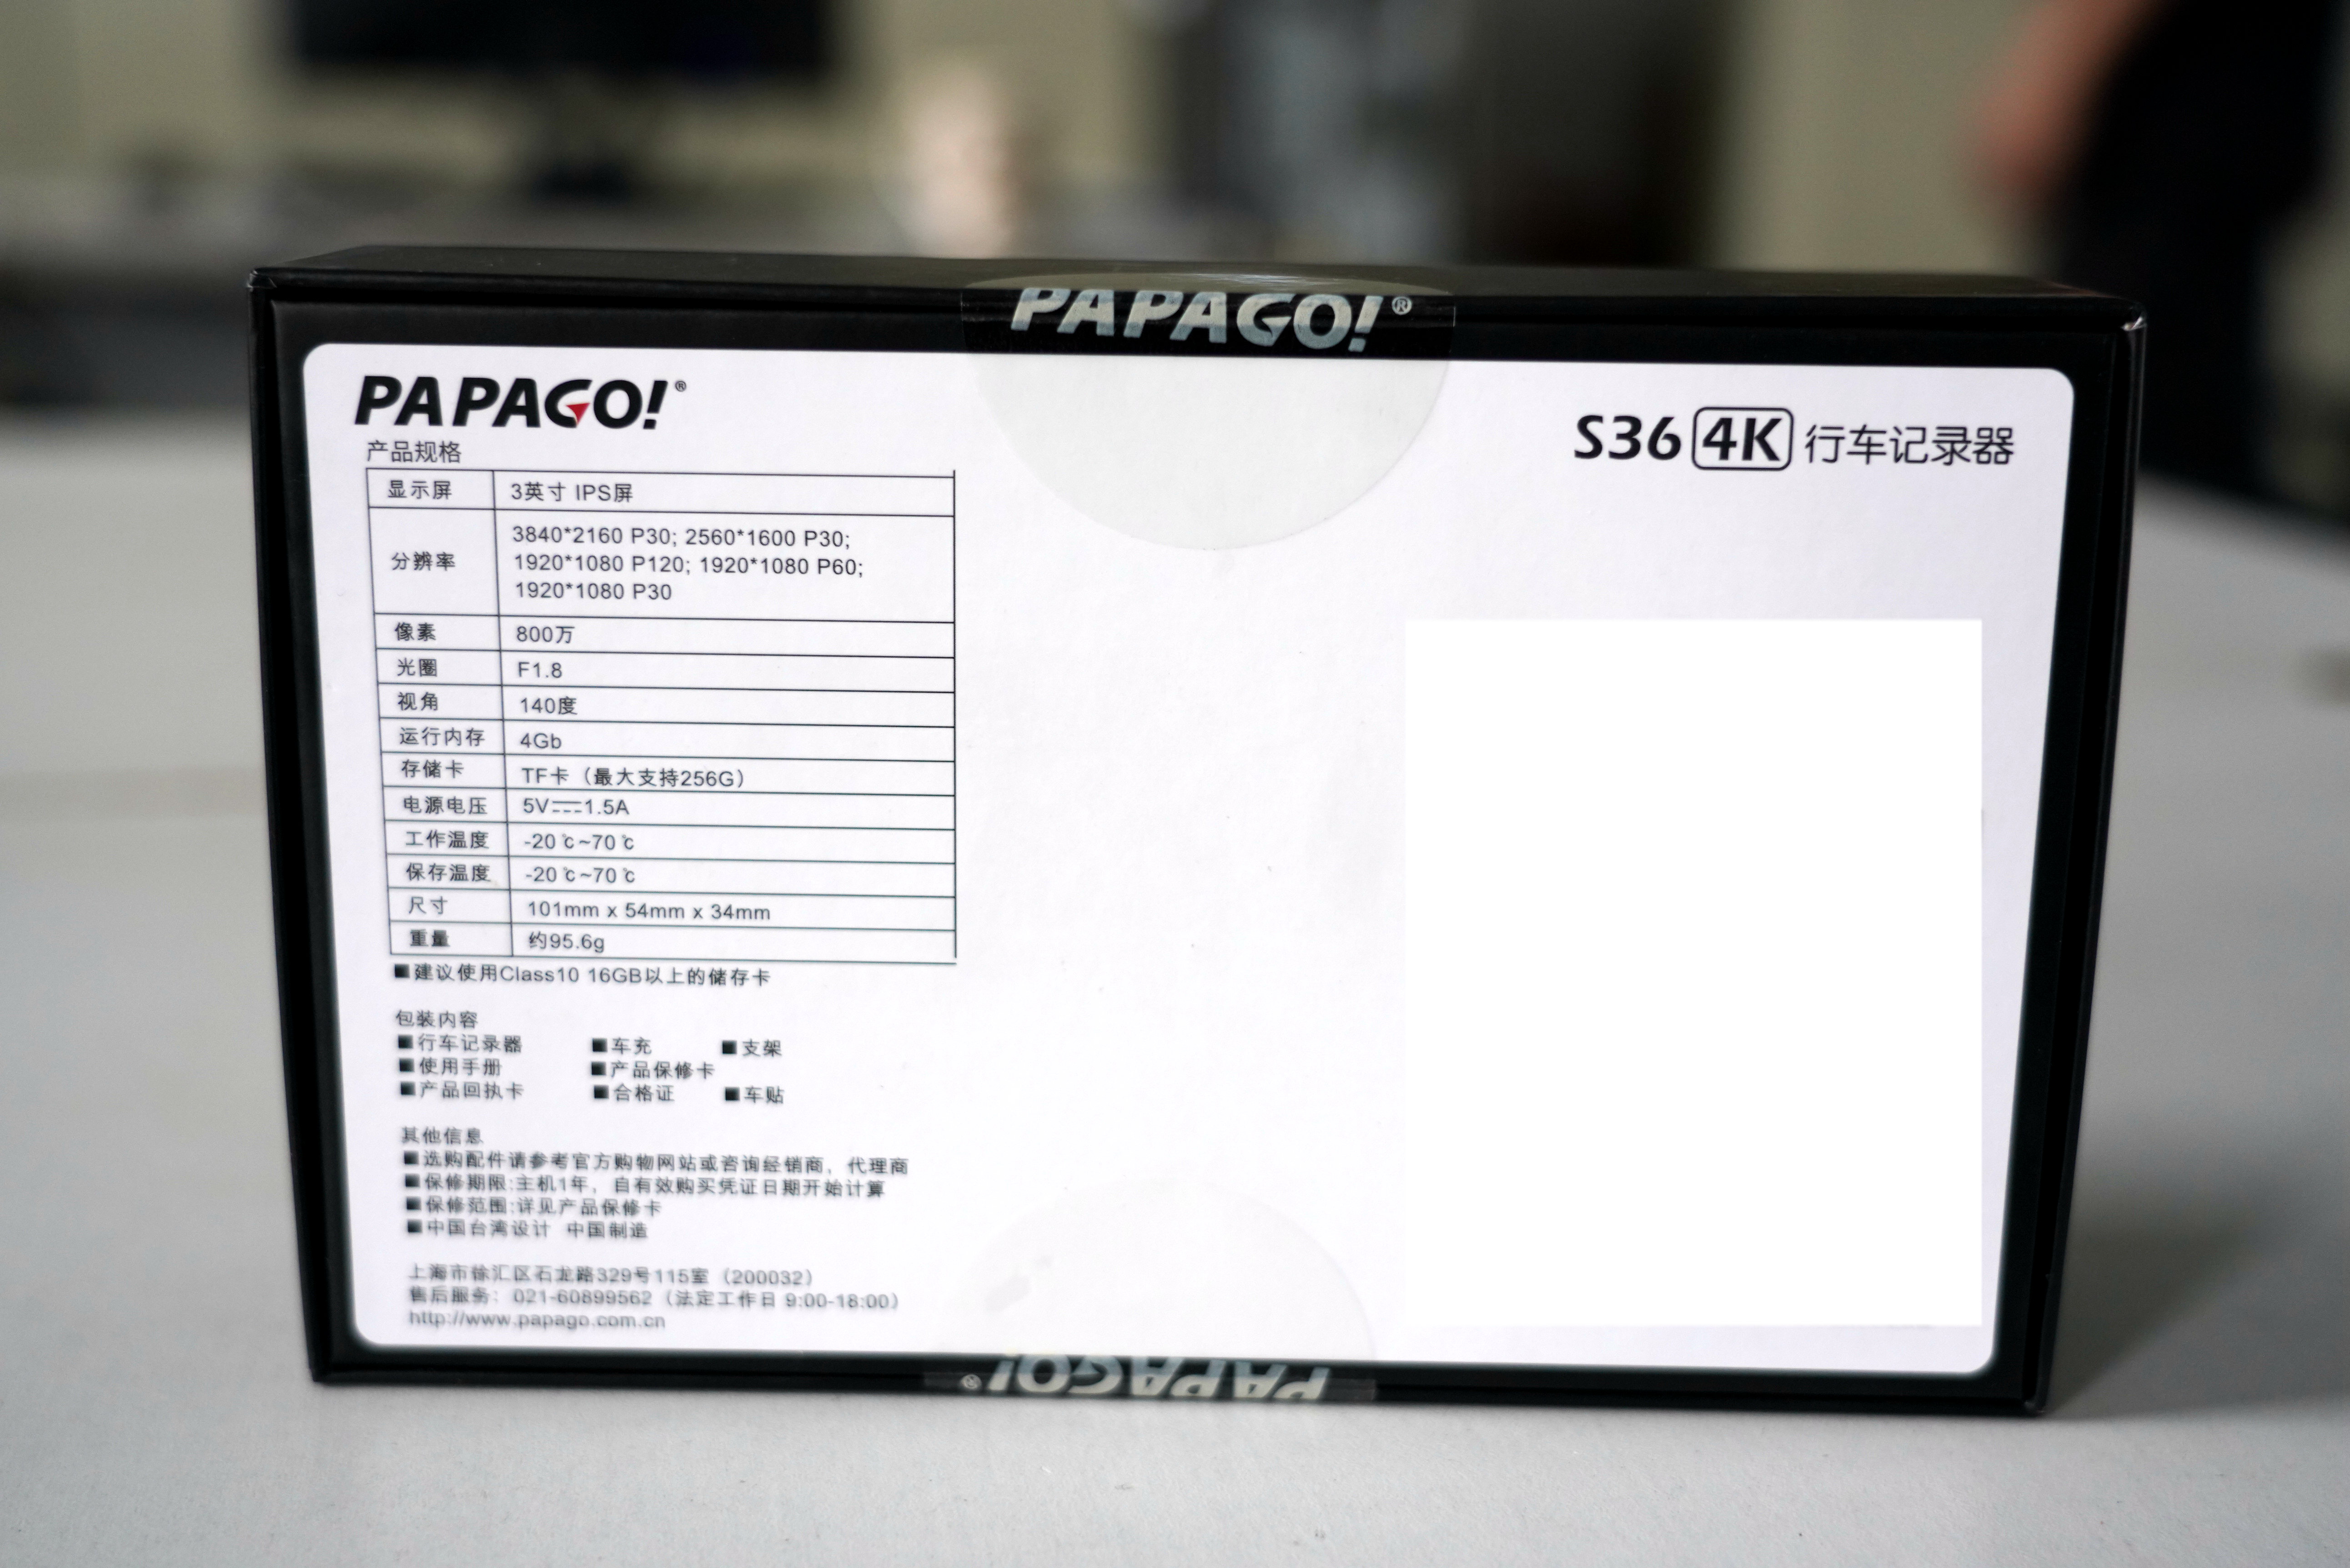 PAPAGO!®
PAPAGO!®
S36 4K 行车记录器
产品规格
显示屏 3英寸 IPS屏
分辨率 3840*2160 P30; 2560*1600 P30;
1920*1080 P120; 1920*1080 P60;
1920*1080 P30
像素 800万
光圈 F1.8
视角 140度
运行内存 4Gb
存储卡 TF卡（最大支持256G）
电源电压 5V⎓1.5A
工作温度 -20℃~70℃
保存温度 -20℃~70℃
尺寸 101mm x 54mm x 34mm
重量 约95.6g
■建议使用Class10 16GB以上的储存卡
包装内容
■行车记录器 ■车充 ■支架
■使用手册 ■产品保修卡
■产品回执卡 ■合格证 ■车贴
其他信息
■选购配件请参考官方购物网站或咨询经销商，代理商
■保修期限:主机1年，自有效购买凭证日期开始计算
■保修范围:详见产品保修卡
■中国台湾设计 中国制造
上海市徐汇区石龙路329号115室（200032）
售后服务：021-60899562（法定工作日 9:00-18:00）
http://www.papago.com.cn
PAPAGO!®